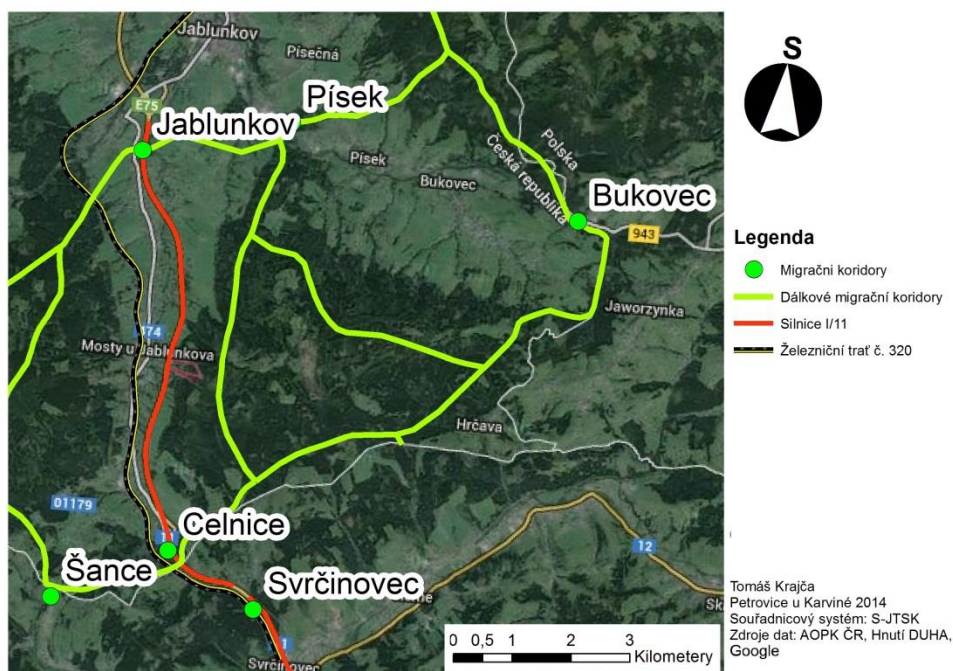 Jablunkov
Písečná
E75
Písek
Jablunkov
Písek
Bukovec
Polska
Česká republika
Bukovec
943
Jaworzynka
Mosty u Jablunkova
Hrčava
01179
Celnice
12
Šance
Svrčinovec
Svrčinovec
0 0,5 1 2 3
Kilometery
S
Legenda
Migrační koridory
Dálkové migrační koridory
Silnice I/11
Železniční trať č. 320
Tomáš Krajča
Petrovice u Karviné 2014
Souřadnicový systém: S-JTSK
Zdroje dat: AOPK ČR, Hnutí DUHA,
Google